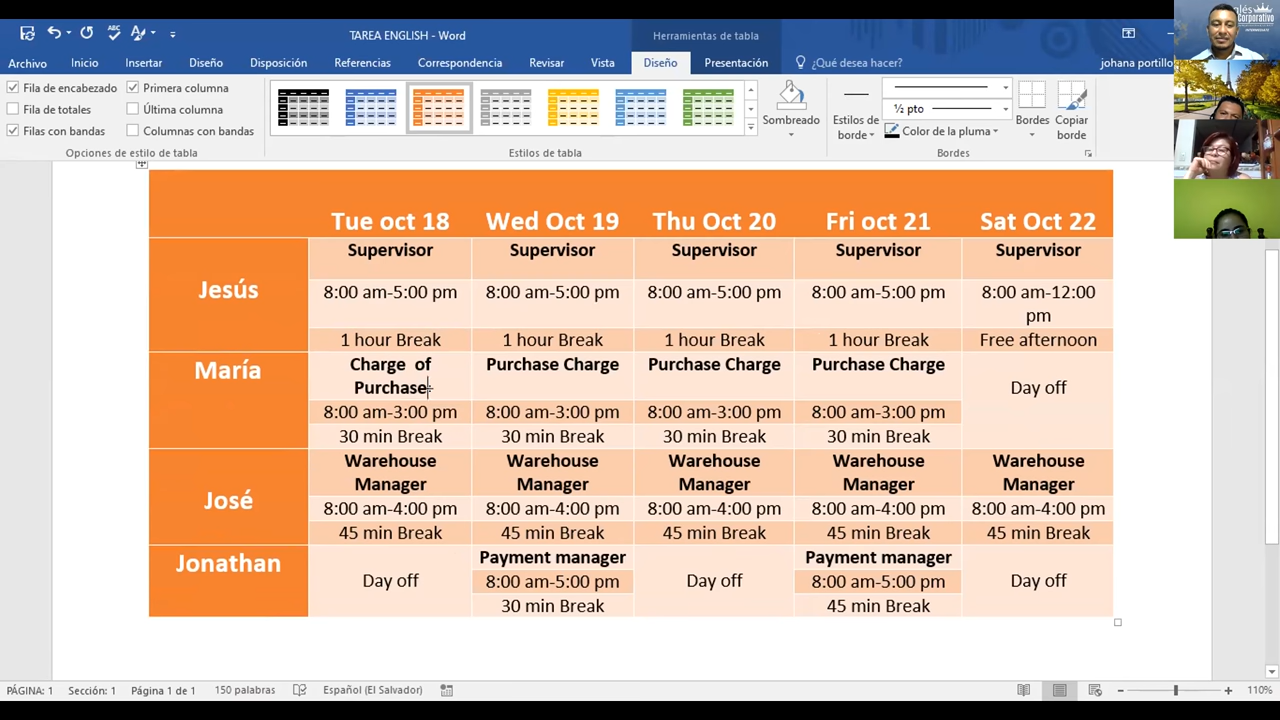 TAREA ENGLISH - Word
Herramientas de tabla
Archivo Inicio Insertar Diseño Disposición Referencias Correspondencia Revisar Vista Diseño Presentación ¿Qué desea hacer? johana portillo
Fila de encabezado Primera columna
Fila de totales Última columna
Filas con bandas Columnas con bandas
Opciones de estilo de tabla
Estilos de tabla
Sombreado
Estilos de borde
½ pto
Color de la pluma
Bordes
Copiar borde
Bordes
Corporativo
INTERMEDIATE
Tue oct 18 Wed Oct 19 Thu Oct 20 Fri oct 21 Sat Oct 22
Jesús
Supervisor Supervisor Supervisor Supervisor Supervisor
8:00 am-5:00 pm 8:00 am-5:00 pm 8:00 am-5:00 pm 8:00 am-5:00 pm 8:00 am-12:00
pm
1 hour Break 1 hour Break 1 hour Break 1 hour Break Free afternoon
María
Charge of Purchase Charge Purchase Charge Purchase Charge
Purchase Day off
8:00 am-3:00 pm 8:00 am-3:00 pm 8:00 am-3:00 pm 8:00 am-3:00 pm
30 min Break 30 min Break 30 min Break 30 min Break
José
Warehouse Warehouse Warehouse Warehouse Warehouse
Manager Manager Manager Manager Manager
8:00 am-4:00 pm 8:00 am-4:00 pm 8:00 am-4:00 pm 8:00 am-4:00 pm 8:00 am-4:00 pm
45 min Break 45 min Break 45 min Break 45 min Break 45 min Break
Jonathan
Payment manager Payment manager
Day off 8:00 am-5:00 pm Day off 8:00 am-5:00 pm Day off
30 min Break 45 min Break
PÁGINA: 1 Sección: 1 Página 1 de 1 150 palabras Español (El Salvador) 110%